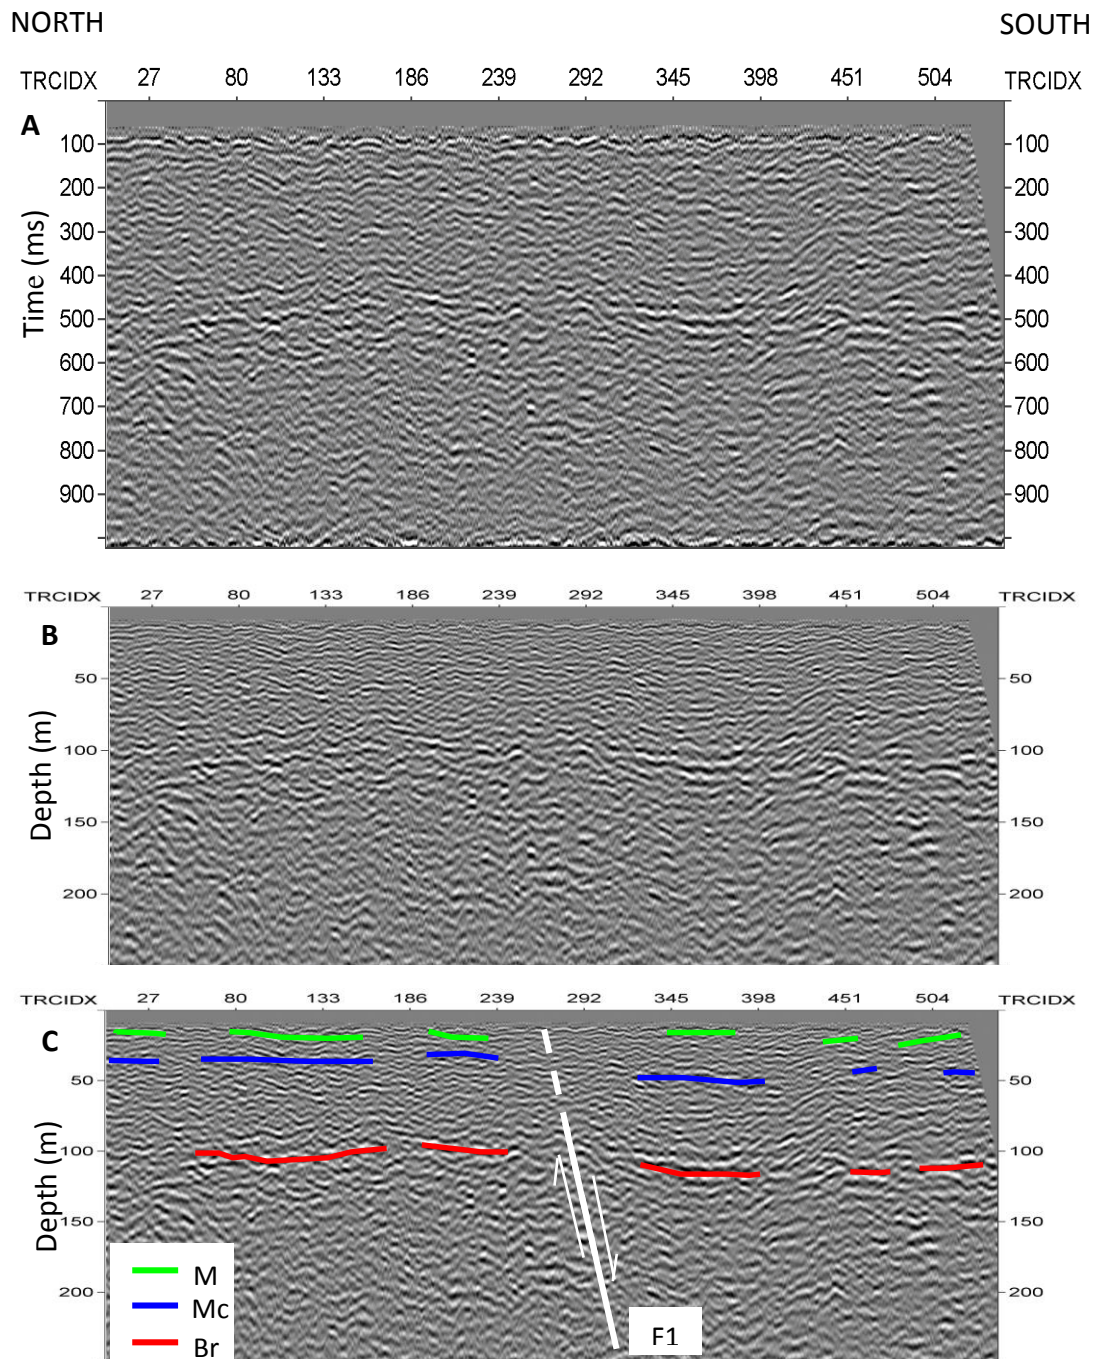 NORTH SOUTH
TRCIDX 27 80 133 186 239 292 345 398 451 504 TRCIDX
A
100 100
200 200
300 300
400 400
500 500
600 600
700 700
800 800
900 900
Time (ms)
TRCIDX 27 80 133 186 239 292 345 398 451 504 TRCIDX
B
50 50
100 100
150 150
200 200
Depth (m)
TRCIDX 27 80 133 186 239 292 345 398 451 504 TRCIDX
C
50 50
100 100
150 150
200 200
Depth (m)
M
Mc
Br
F1